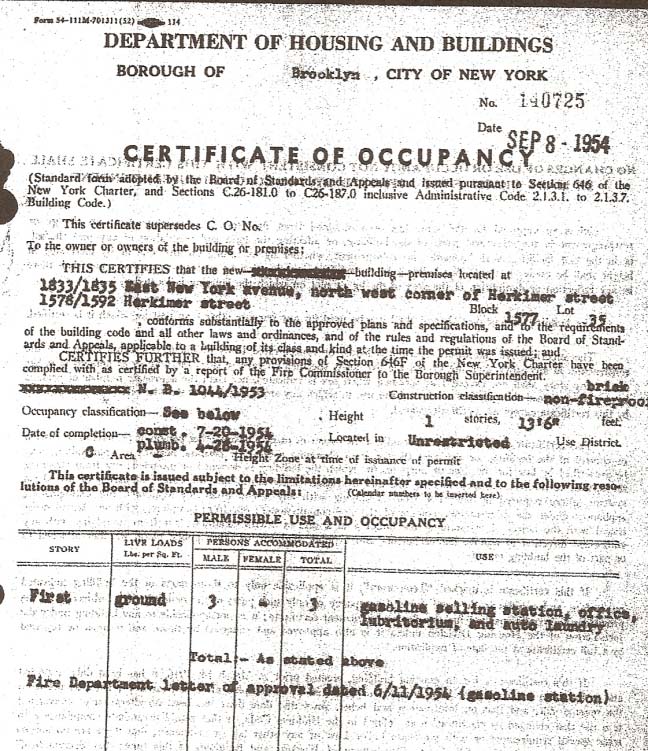 Form 54-111M-701311(52) 114
DEPARTMENT OF HOUSING AND BUILDINGS
BOROUGH OF Brooklyn , CITY OF NEW YORK
No. 140725
Date SEP 8 - 1954
CERTIFICATE OF OCCUPANCY
(Standard form adopted by the Board of Standards and Appeals and issued pursuant to Section 646 of the
New York Charter, and Sections C.26-181.0 to C26-187.0 inclusive Administrative Code 2.1.3.1. to 2.1.3.7.
Building Code.)
This certificate supersedes C. O. No.
To the owner or owners of the building or premises:
THIS CERTIFIES that the new building—premises located at
1833/1835 East New York avenue, north west corner of Herkimer street
1578/1592 Herkimer street Block 1577 Lot 35
, conforms substantially to the approved plans and specifications, and to the requirements
of the building code and all other laws and ordinances, and of the rules and regulations of the Board of Stand-
ards and Appeals, applicable to a building of its class and kind at the time the permit was issued; and
CERTIFIES FURTHER that, any provisions of Section 646F of the New York Charter have been
complied with as certified by a report of the Fire Commissioner to the Borough Superintendent.
N. B. 1044/1953 Construction classification— brick non-fireproof
Occupancy classification— See below . Height 1 stories, 13'6" feet.
Date of completion— const. 7-20-1954 . Located in Unrestricted Use District.
plumb. 4-28-1954
C Area - Height Zone at time of issuance of permit
This certificate is issued subject to the limitations hereinafter specified and to the following reso-
lutions of the Board of Standards and Appeals: (Calendar numbers to be inserted here)
PERMISSIBLE USE AND OCCUPANCY
STORY LIVE LOADS Lbs. per Sq. Ft. PERSONS ACCOMMODATED USE
MALE FEMALE TOTAL
First ground 3 - 3 gasoline selling station, office,
lubritorium, and auto laundry
Total:- As stated above
Fire Department letter of approval dated 6/11/1954 (gasoline station)